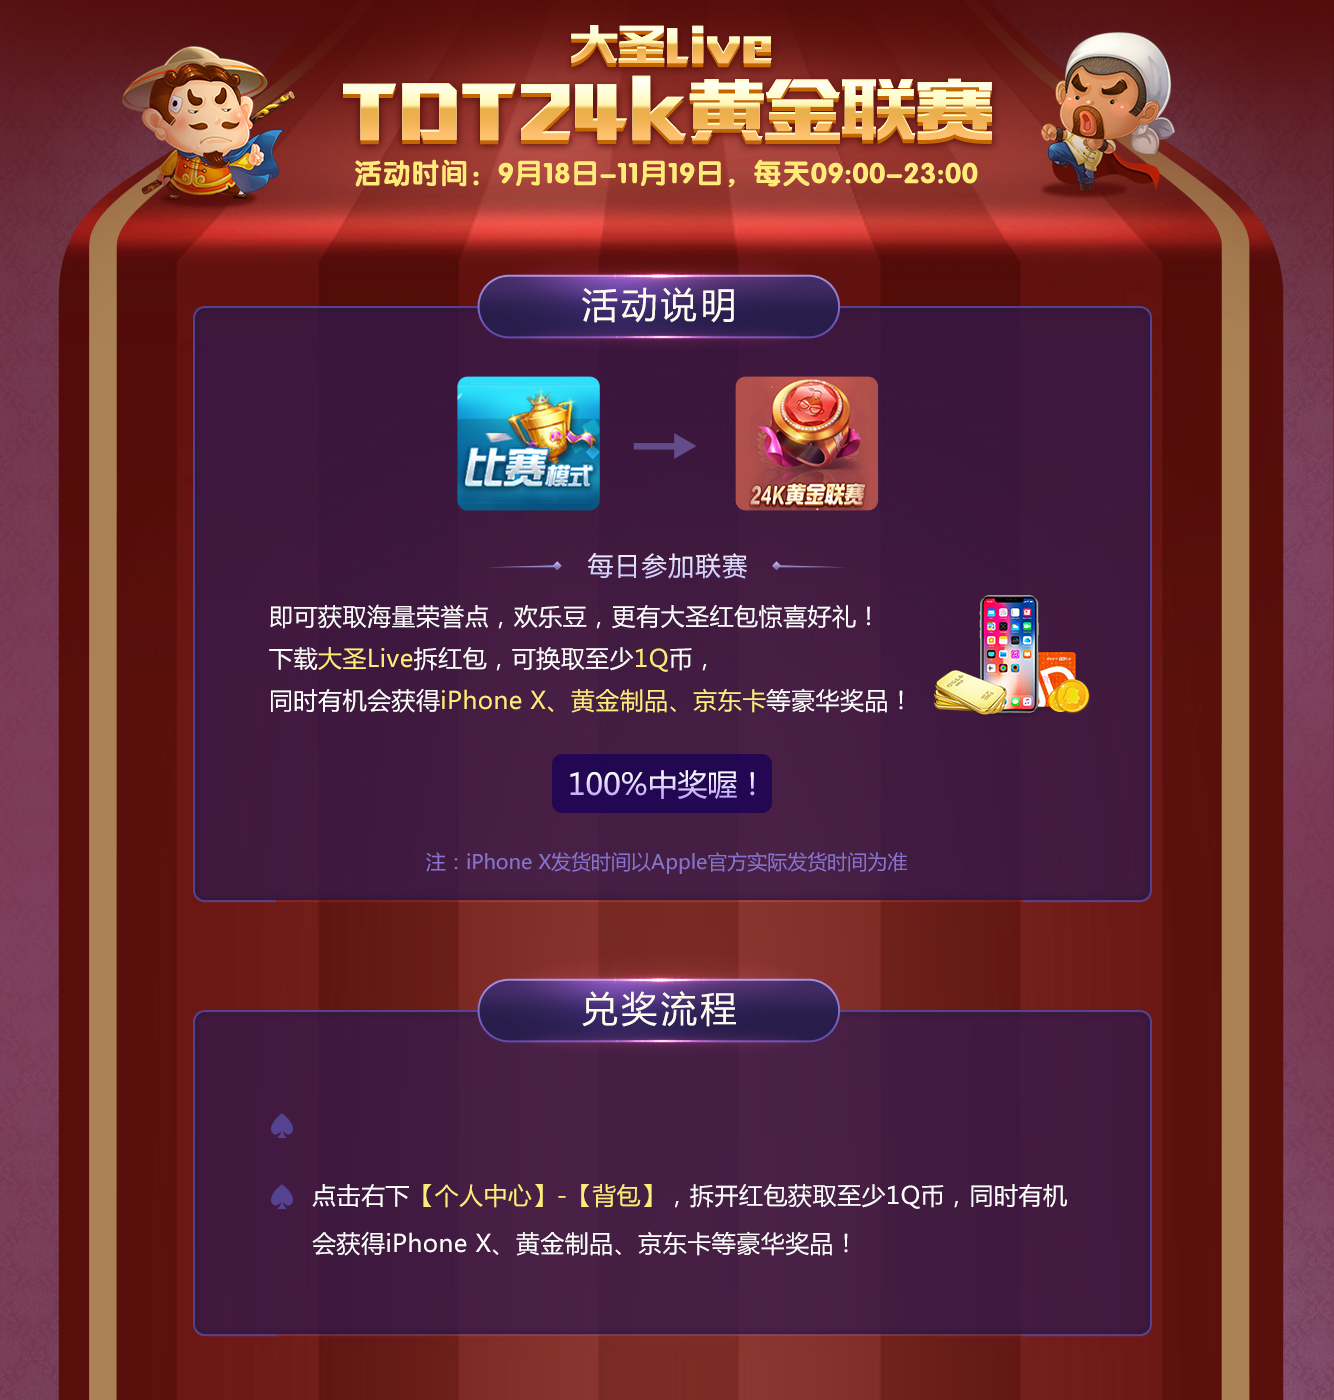 大圣Live
TDT24k黄金联赛
活动时间：9月18日-11月19日，每天09:00-23:00
活动说明
比赛模式
24K黄金联赛
每日参加联赛
即可获取海量荣誉点，欢乐豆，更有大圣红包惊喜好礼！
下载大圣Live拆红包，可换取至少1Q币，
同时有机会获得iPhone X、黄金制品、京东卡等豪华奖品！
100%中奖喔！
注：iPhone X发货时间以Apple官方实际发货时间为准
兑奖流程
点击右下【个人中心】-【背包】，拆开红包获取至少1Q币，同时有机
会获得iPhone X、黄金制品、京东卡等豪华奖品！